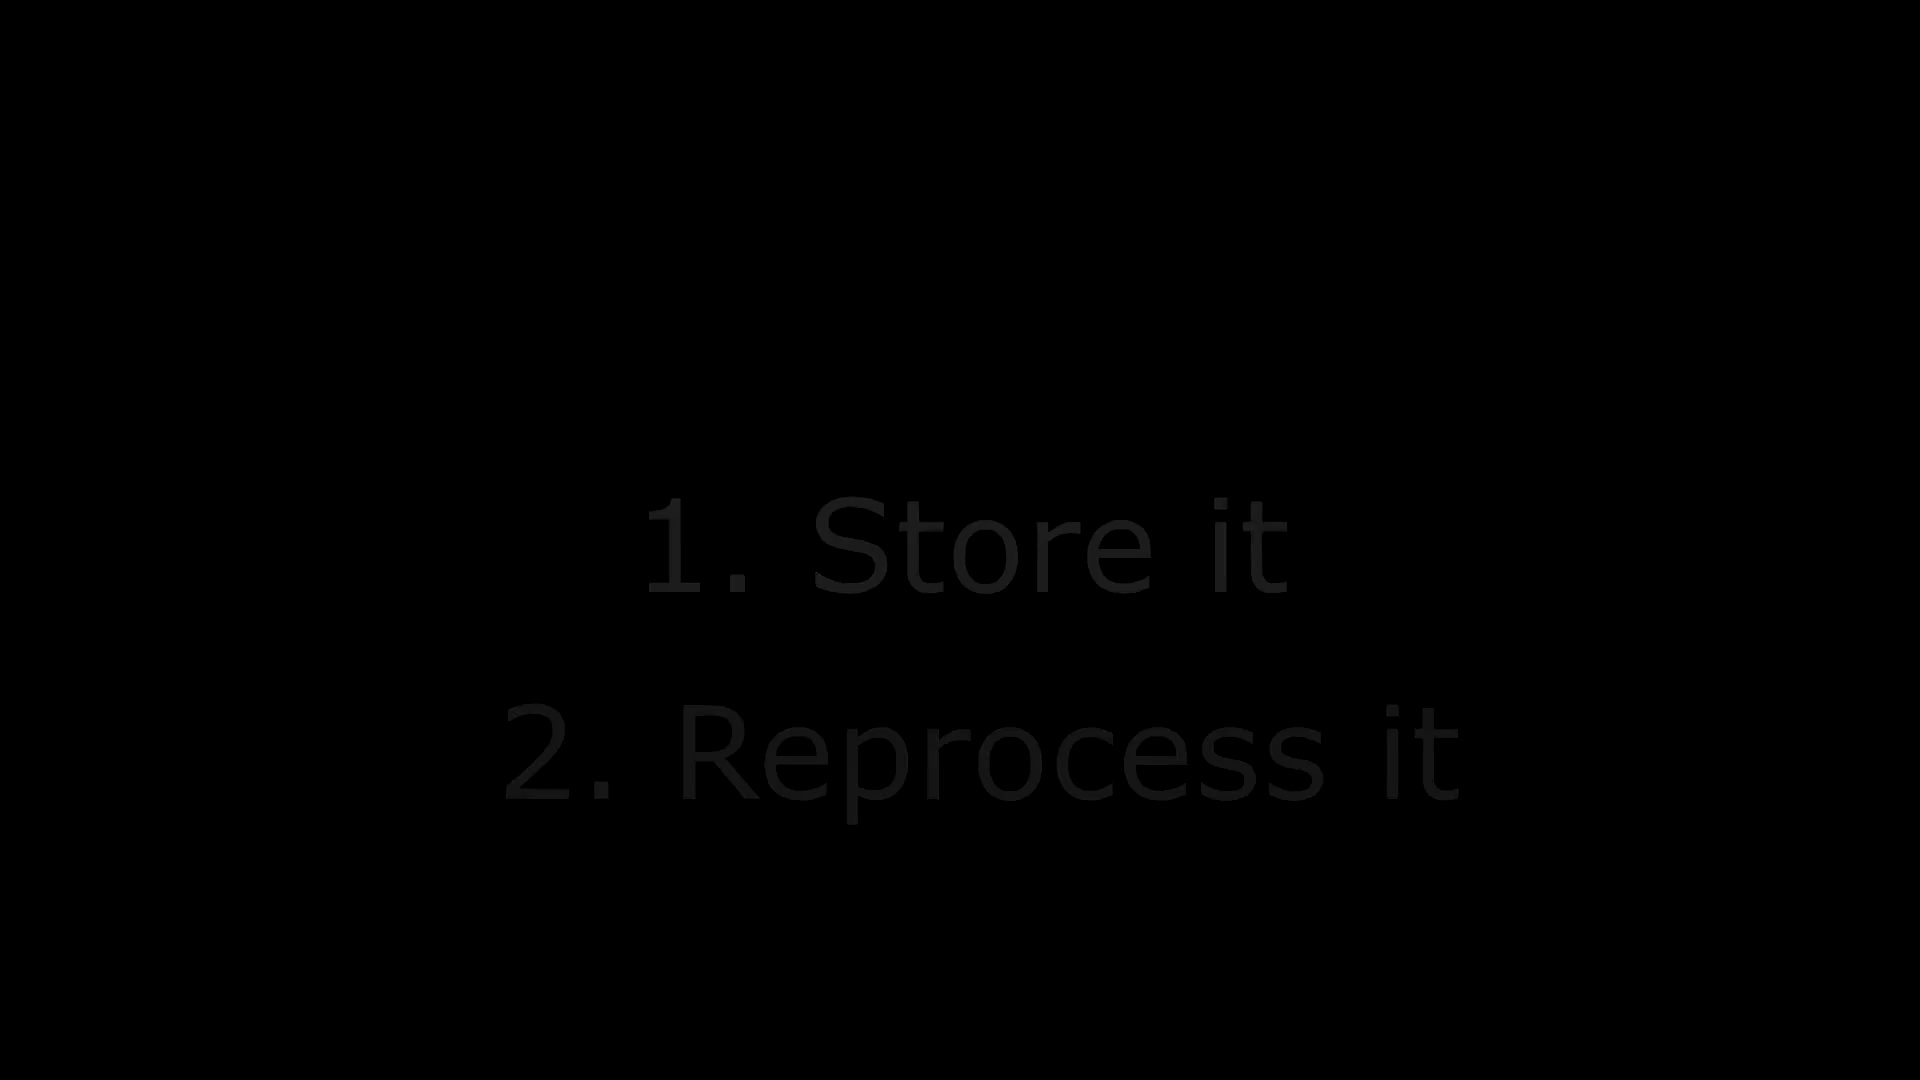 1. Store it
2. Reprocess it